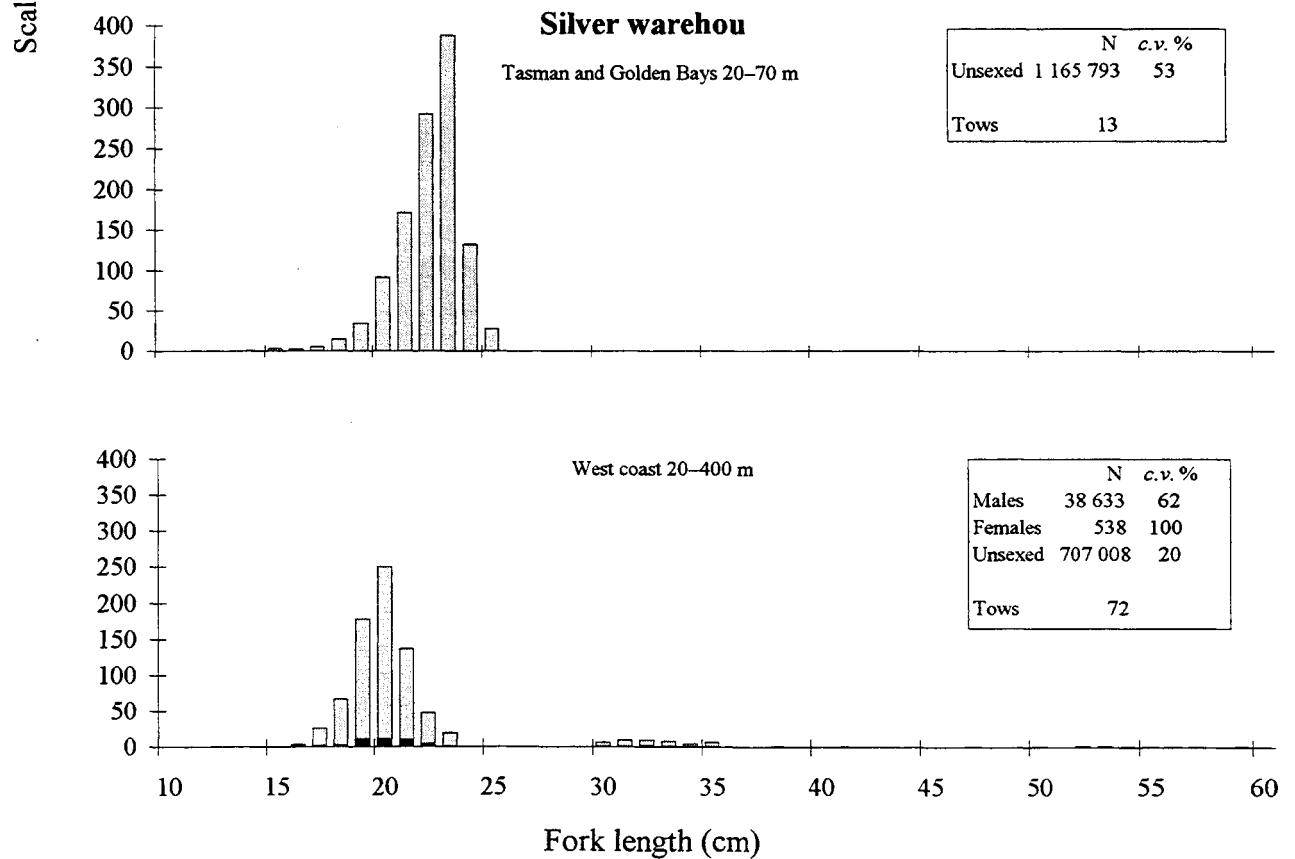 Scal
Silver warehou
Tasman and Golden Bays 20–70 m
N c.v. %
Unsexed 1 165 793 53
Tows 13
400
350
300
250
200
150
100
50
0
West coast 20–400 m
N c.v. %
Males 38 633 62
Females 538 100
Unsexed 707 008 20
Tows 72
400
350
300
250
200
150
100
50
0
10 15 20 25 30 35 40 45 50 55 60
Fork length (cm)